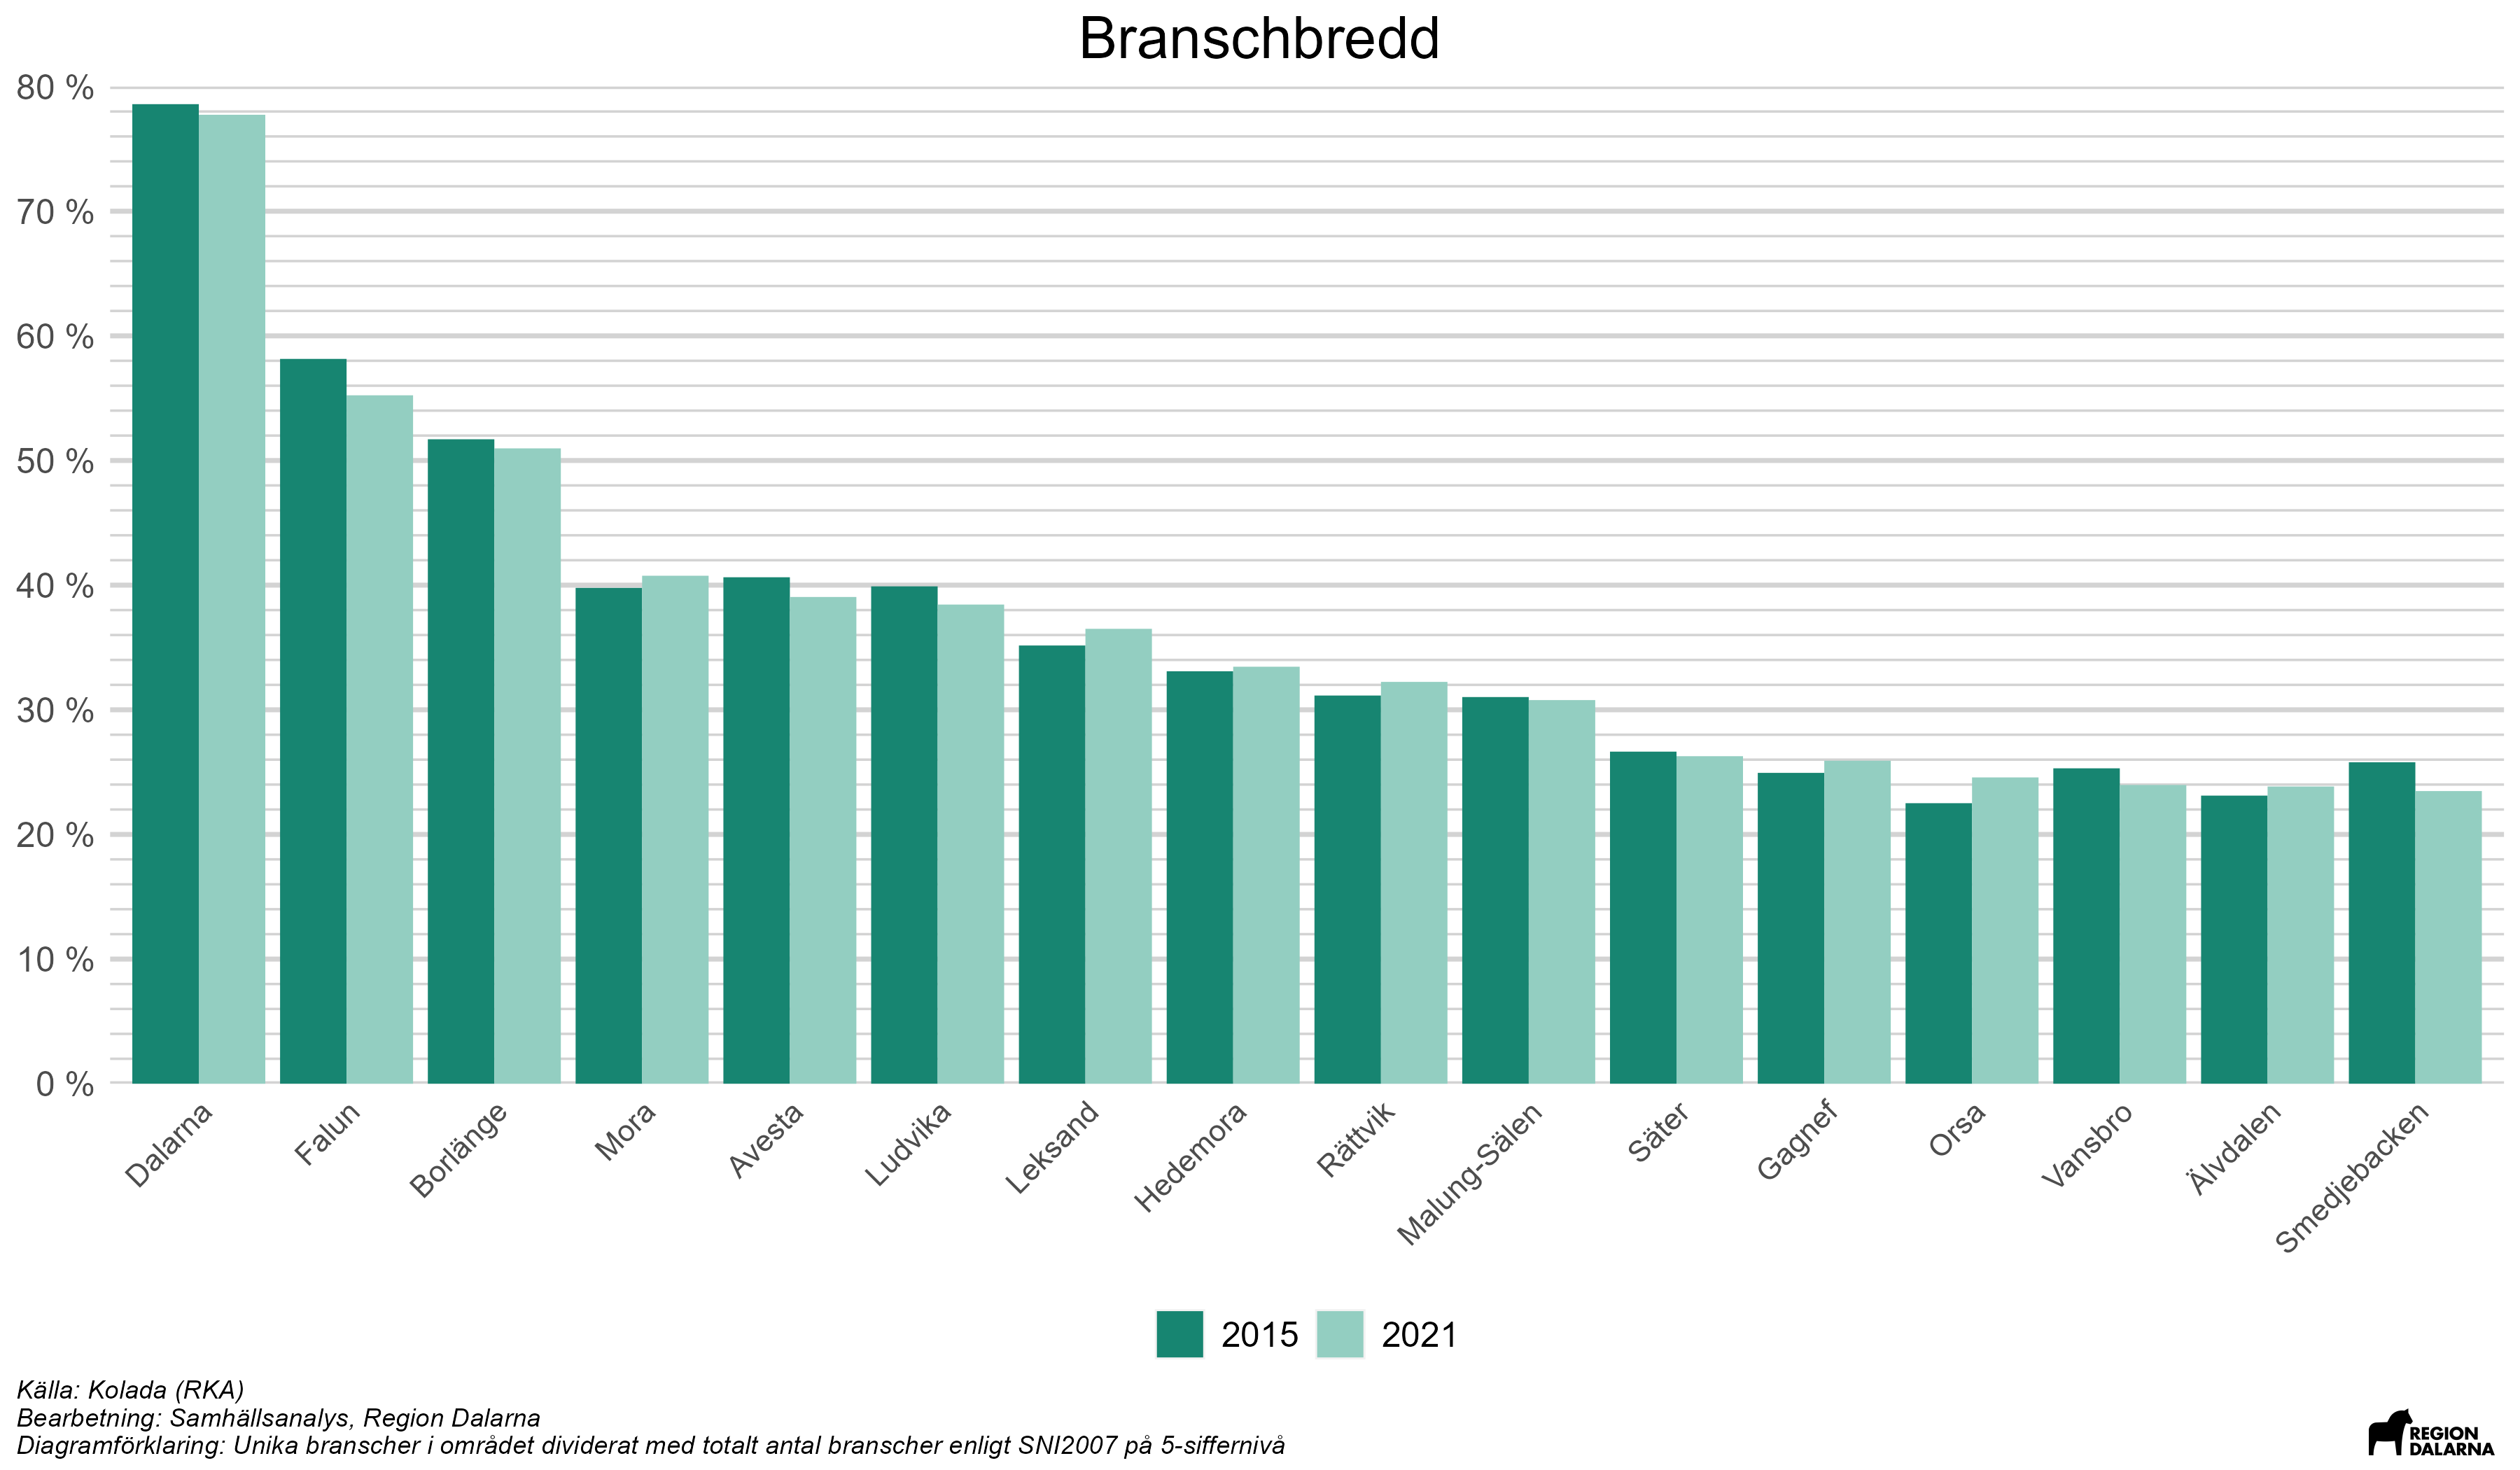 Branschbredd
80 %
70 %
60 %
50 %
40 %
30 %
20 %
10 %
0 %
Dalarna
Falun
Borlänge
Mora
Avesta
Ludvika
Leksand
Hedemora
Rättvik
Malung-Sälen
Säter
Gagnef
Orsa
Vansbro
Älvdalen
Smedjebacken
2015
2021
Källa: Kolada (RKA)
Bearbetning: Samhällsanalys, Region Dalarna
Diagramförklaring: Unika branscher i området dividerat med totalt antal branscher enligt SNI2007 på 5-siffernivå
REGION
DALARNA